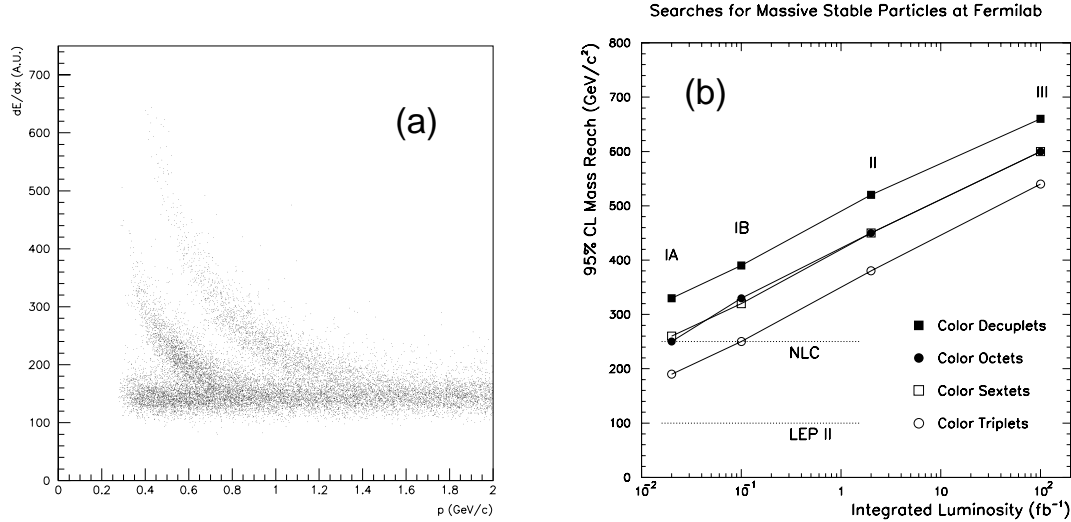 dE/dx (A.U.)
700
600
500
400
300
200
100
0
0
0.2
0.4
0.6
0.8
1
1.2
1.4
1.6
1.8
2
p (GeV/c)
(a)
Searches for Massive Stable Particles at Fermilab
95% CL Mass Reach (GeV/c²)
800
700
600
500
400
300
200
100
0
(b)
IA
IB
II
III
NLC
LEP II
Color Decuplets
Color Octets
Color Sextets
Color Triplets
10⁻²
10⁻¹
1
10
10²
Integrated Luminosity (fb⁻¹)